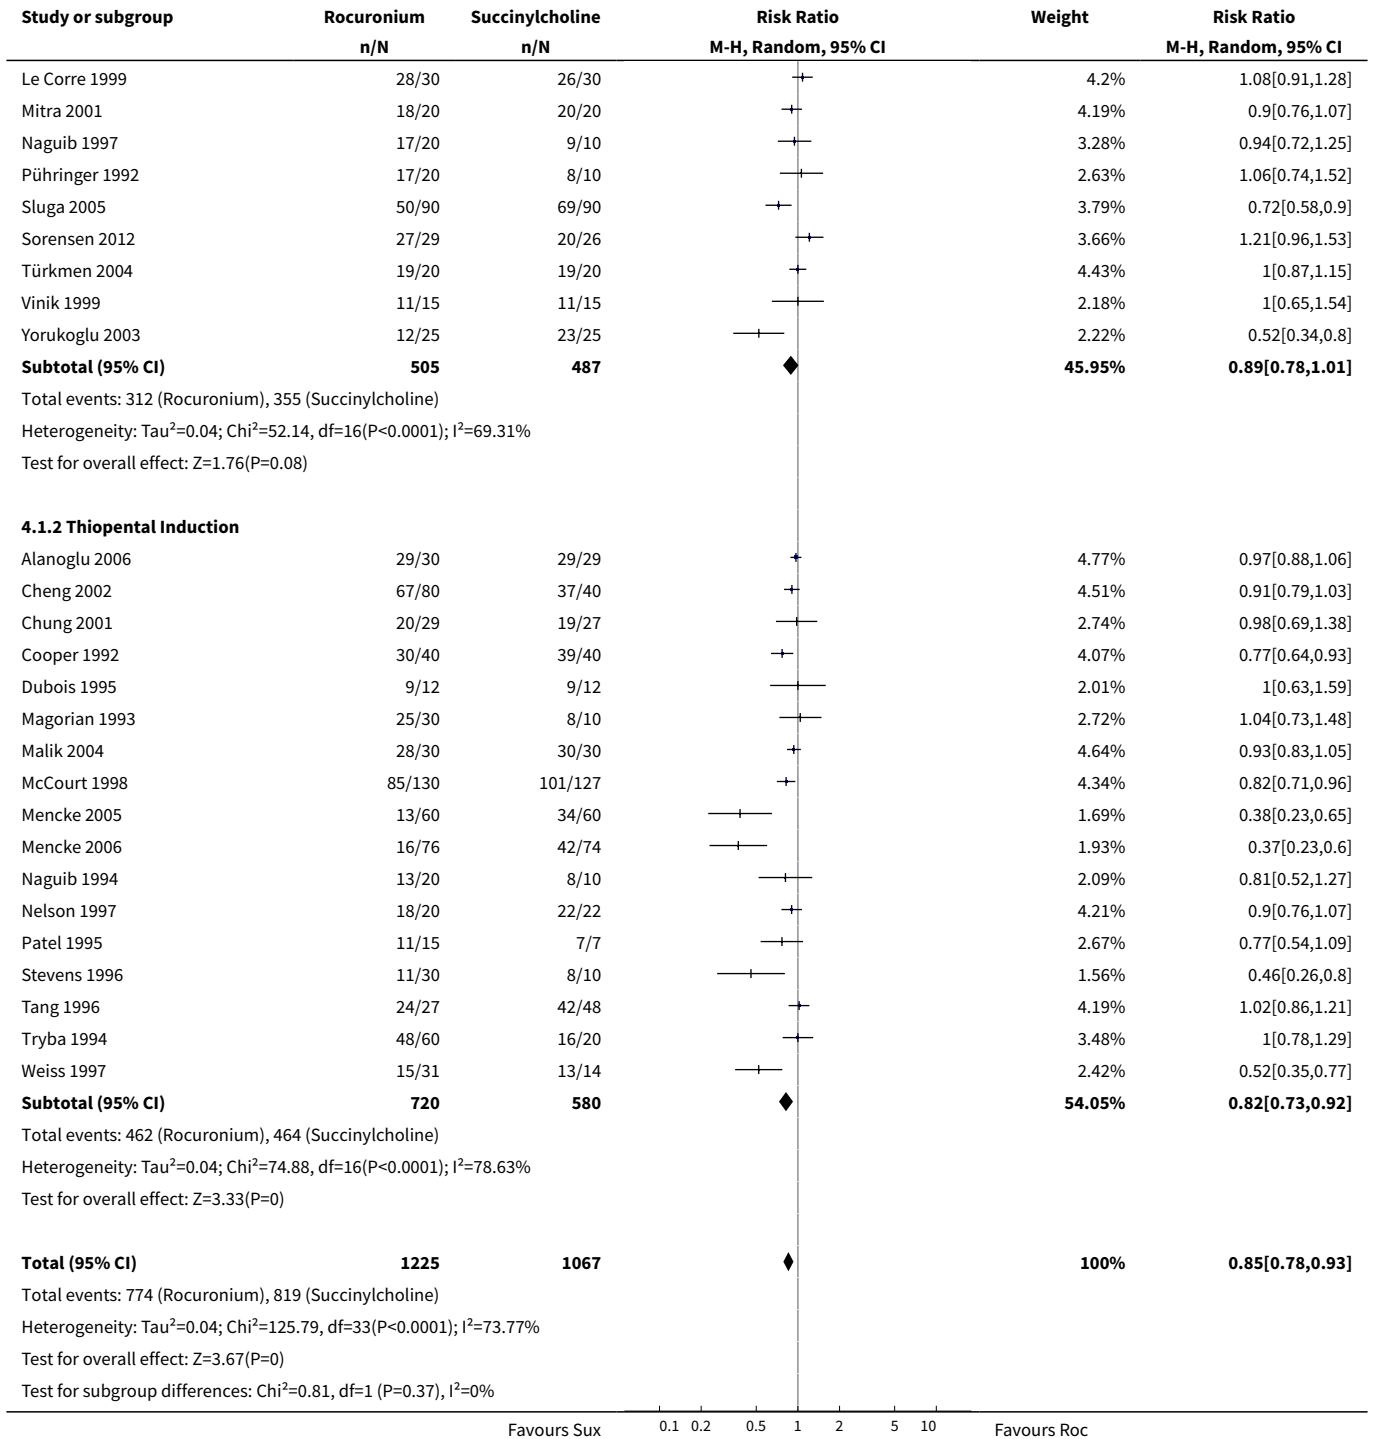 Study or subgroup Rocuronium Succinylcholine Risk Ratio Weight Risk Ratio
n/N n/N M-H, Random, 95% CI M-H, Random, 95% CI
Le Corre 1999 28/30 26/30 4.2% 1.08[0.91,1.28]
Mitra 2001 18/20 20/20 4.19% 0.9[0.76,1.07]
Naguib 1997 17/20 9/10 3.28% 0.94[0.72,1.25]
Pühringer 1992 17/20 8/10 2.63% 1.06[0.74,1.52]
Sluga 2005 50/90 69/90 3.79% 0.72[0.58,0.9]
Sorensen 2012 27/29 20/26 3.66% 1.21[0.96,1.53]
Türkmen 2004 19/20 19/20 4.43% 1[0.87,1.15]
Vinik 1999 11/15 11/15 2.18% 1[0.65,1.54]
Yorukoglu 2003 12/25 23/25 2.22% 0.52[0.34,0.8]
Subtotal (95% CI) 505 487 45.95% 0.89[0.78,1.01]
Total events: 312 (Rocuronium), 355 (Succinylcholine)
Heterogeneity: Tau²=0.04; Chi²=52.14, df=16(P<0.0001); I²=69.31%
Test for overall effect: Z=1.76(P=0.08)
4.1.2 Thiopental Induction
Alanoglu 2006 29/30 29/29 4.77% 0.97[0.88,1.06]
Cheng 2002 67/80 37/40 4.51% 0.91[0.79,1.03]
Chung 2001 20/29 19/27 2.74% 0.98[0.69,1.38]
Cooper 1992 30/40 39/40 4.07% 0.77[0.64,0.93]
Dubois 1995 9/12 9/12 2.01% 1[0.63,1.59]
Magorian 1993 25/30 8/10 2.72% 1.04[0.73,1.48]
Malik 2004 28/30 30/30 4.64% 0.93[0.83,1.05]
McCourt 1998 85/130 101/127 4.34% 0.82[0.71,0.96]
Mencke 2005 13/60 34/60 1.69% 0.38[0.23,0.65]
Mencke 2006 16/76 42/74 1.93% 0.37[0.23,0.6]
Naguib 1994 13/20 8/10 2.09% 0.81[0.52,1.27]
Nelson 1997 18/20 22/22 4.21% 0.9[0.76,1.07]
Patel 1995 11/15 7/7 2.67% 0.77[0.54,1.09]
Stevens 1996 11/30 8/10 1.56% 0.46[0.26,0.8]
Tang 1996 24/27 42/48 4.19% 1.02[0.86,1.21]
Tryba 1994 48/60 16/20 3.48% 1[0.78,1.29]
Weiss 1997 15/31 13/14 2.42% 0.52[0.35,0.77]
Subtotal (95% CI) 720 580 54.05% 0.82[0.73,0.92]
Total events: 462 (Rocuronium), 464 (Succinylcholine)
Heterogeneity: Tau²=0.04; Chi²=74.88, df=16(P<0.0001); I²=78.63%
Test for overall effect: Z=3.33(P=0)
Total (95% CI) 1225 1067 100% 0.85[0.78,0.93]
Total events: 774 (Rocuronium), 819 (Succinylcholine)
Heterogeneity: Tau²=0.04; Chi²=125.79, df=33(P<0.0001); I²=73.77%
Test for overall effect: Z=3.67(P=0)
Test for subgroup differences: Chi²=0.81, df=1 (P=0.37), I²=0%
Favours Sux 0.1 0.2 0.5 1 2 5 10 Favours Roc